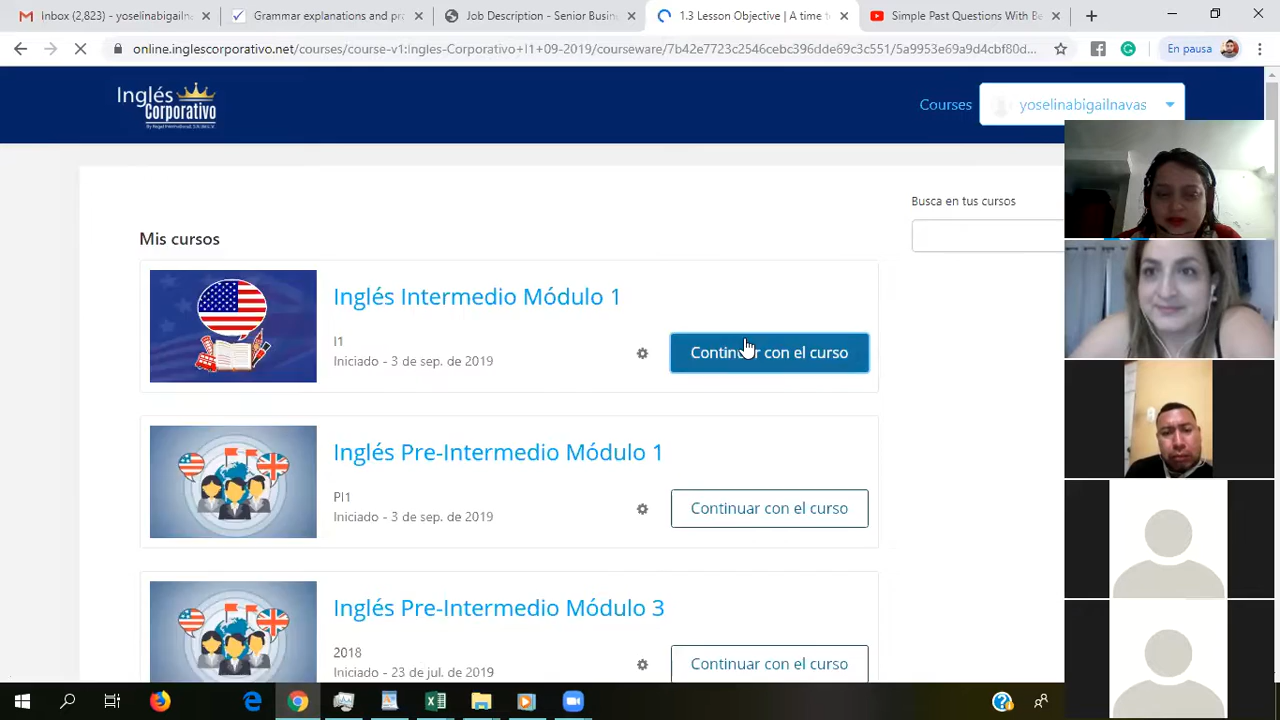 Inbox (2,823) - yoselinabigailn
Grammar explanations and pr
Job Description - Senior Busin
1.3 Lesson Objective | A time t
Simple Past Questions With Be
online.inglescorporativo.net/courses/course-v1:Ingles-Corporativo+I1+09-2019/courseware/7b42e7723c2546cebc396dde69c3c551/5a9953e69a9d4cbf80d...
En pausa
Inglés
Corporativo
Courses
yoselinabigailnavas
Busca en tus cursos
Mis cursos
Inglés Intermedio Módulo 1
I1
Iniciado - 3 de sep. de 2019
Continuar con el curso
Inglés Pre-Intermedio Módulo 1
PI1
Iniciado - 3 de sep. de 2019
Continuar con el curso
Inglés Pre-Intermedio Módulo 3
2018
Iniciado - 23 de jul. de 2019
Continuar con el curso